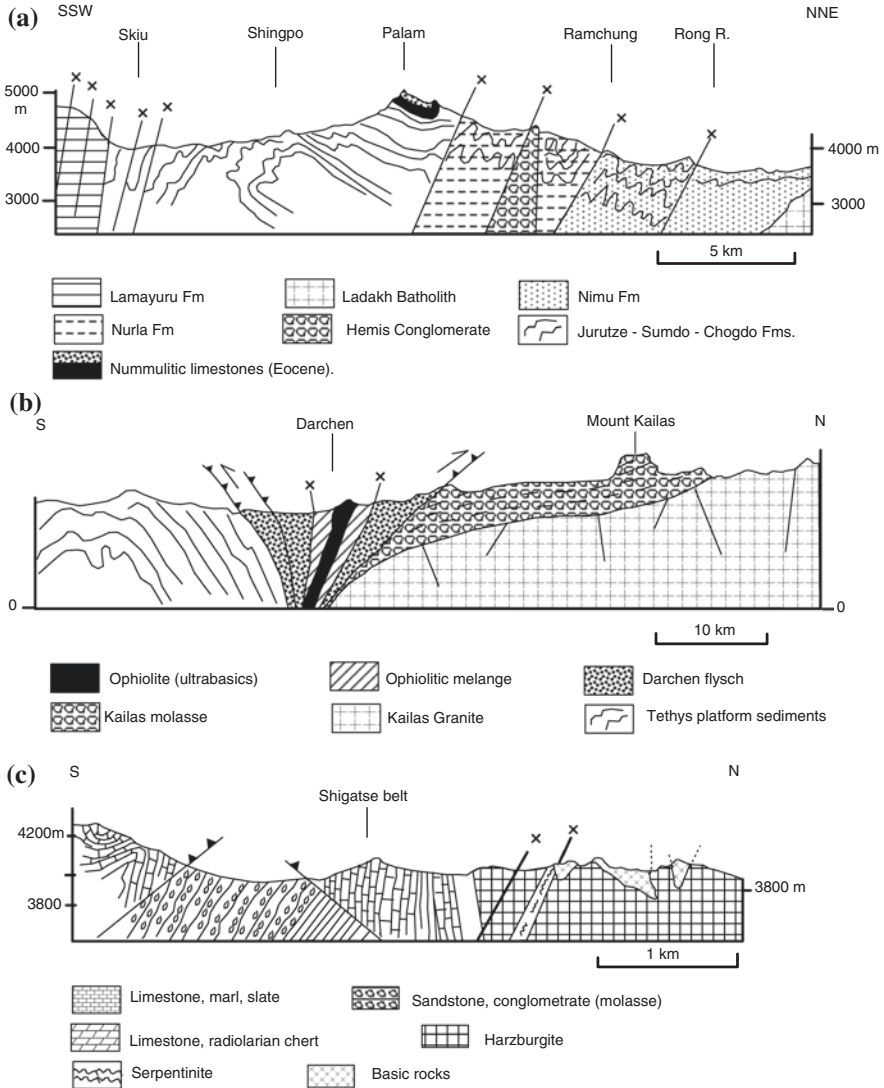 (a)
SSW NNE
Skiu Shingpo Palam Ramchung Rong R.
5000
m
4000 4000 m
3000 3000
5 km
Lamayuru Fm Ladakh Batholith Nimu Fm
Nurla Fm Hemis Conglomerate Jurutze - Sumdo - Chogdo Fms.
Nummulitic limestones (Eocene).
(b)
S N
Darchen Mount Kailas
0 0
10 km
Ophiolite (ultrabasics) Ophiolitic melange Darchen flysch
Kailas molasse Kailas Granite Tethys platform sediments
(c)
S N
Shigatse belt
4200m
3800 3800 m
1 km
Limestone, marl, slate Sandstone, conglometrate (molasse)
Limestone, radiolarian chert Harzburgite
Serpentinite Basic rocks